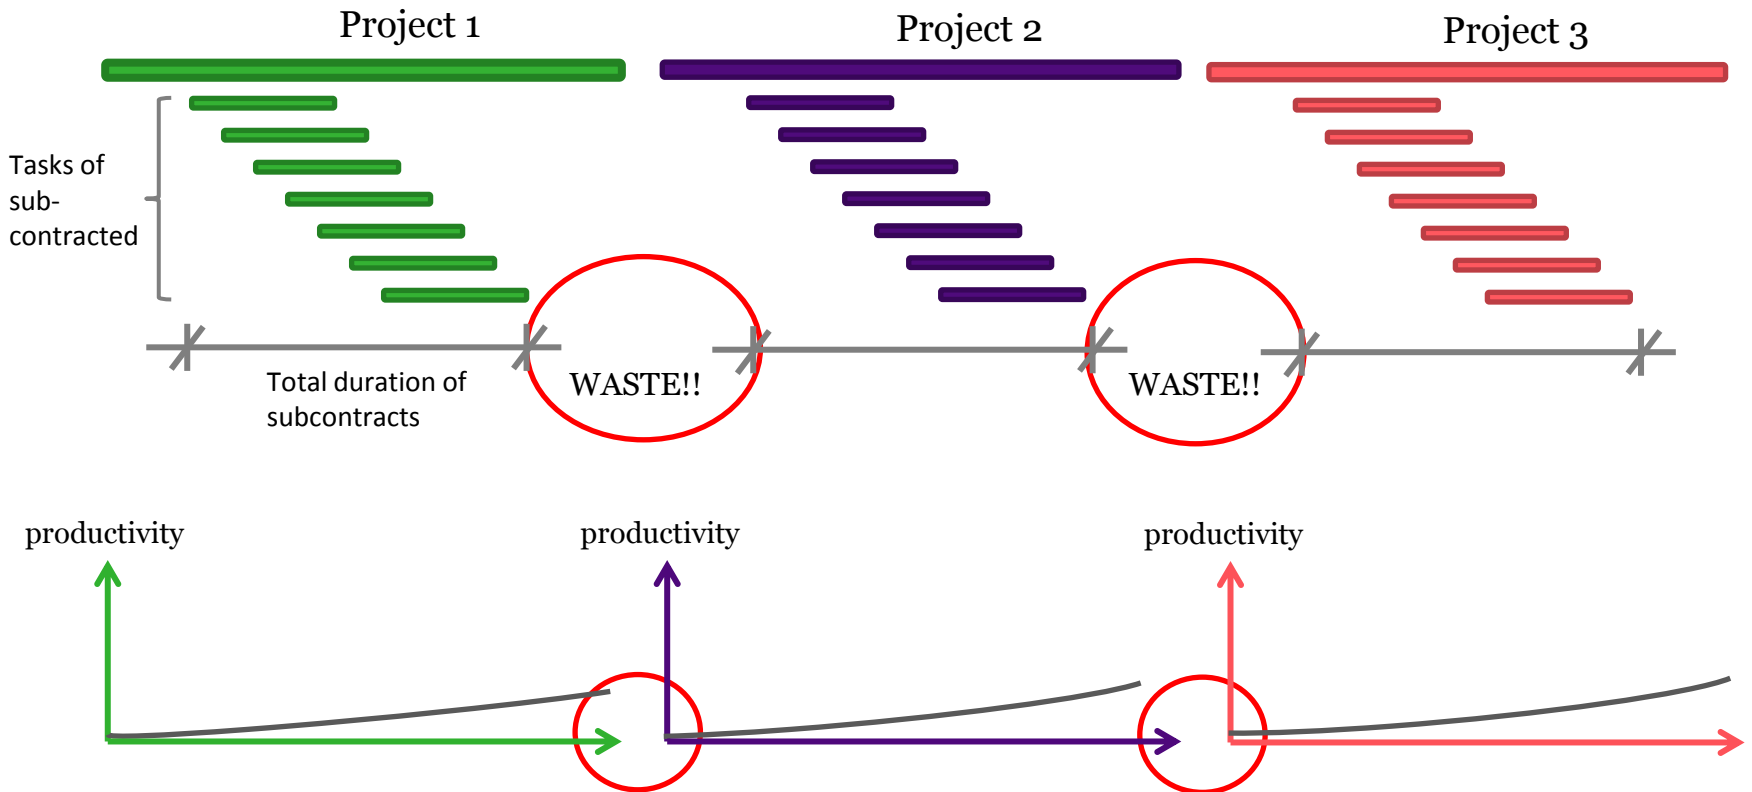 Project 1
Project 2
Project 3
Tasks of
sub-
contracted
Total duration of
subcontracts
WASTE!!
WASTE!!
productivity
productivity
productivity